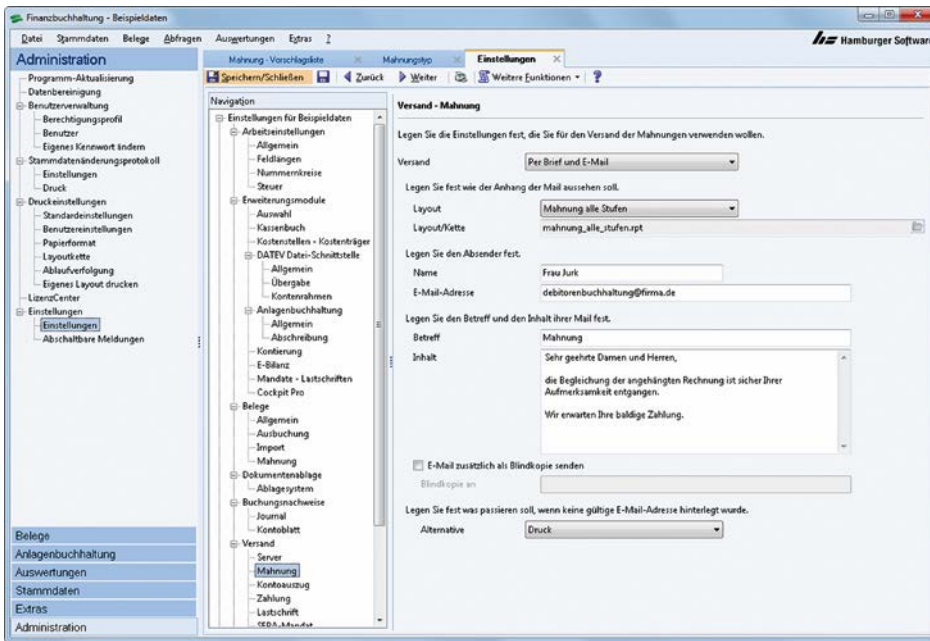 Finanzbuchhaltung - Beispieldaten
Datei Stammdaten Belege Abfragen Auswertungen Extras ?
Hamburger Software
Administration
Programm-Aktualisierung
Datenbereinigung
Benutzerverwaltung
Berechtigungsprofil
Benutzer
Eigenes Kennwort ändern
Stammdatenänderungsprotokoll
Einstellungen
Druck
Druckeinstellungen
Standardeinstellungen
Benutzereinstellungen
Papierformat
Layoutkette
Ablaufverfolgung
Eigenes Layout drucken
LizenzCenter
Einstellungen
Einstellungen
Abschaltbare Meldungen
Belege
Anlagenbuchhaltung
Auswertungen
Stammdaten
Extras
Administration
Mahnung - Vorschlagsliste Mahnungstyp Einstellungen
Speichern/Schließen Zurück Weiter Weitere Funktionen ?
Navigation
Einstellungen für Beispieldaten
Arbeitseinstellungen
Allgemein
Feldlängen
Nummernkreise
Steuer
Erweiterungsmodule
Auswahl
Kassenbuch
Kostenstellen - Kostenträger
DATEV Datei-Schnittstelle
Allgemein
Übergabe
Kontenrahmen
Anlagenbuchhaltung
Allgemein
Abschreibung
Kontierung
E-Bilanz
Mandate - Lastschriften
Cockpit Pro
Belege
Allgemein
Ausbuchung
Import
Mahnung
Dokumentenablage
Ablagesystem
Buchungsnachweise
Journal
Kontoblatt
Versand
Server
Mahnung
Kontoauszug
Zahlung
Lastschrift
SEPA-Mandat
Versand - Mahnung
Legen Sie die Einstellungen fest, die Sie für den Versand der Mahnungen verwenden wollen.
Versand Per Brief und E-Mail
Legen Sie fest wie der Anhang der Mail aussehen soll.
Layout Mahnung alle Stufen
Layout/Kette mahnung_alle_stufen.rpt
Legen Sie den Absender fest.
Name Frau Jurk
E-Mail-Adresse debitorenbuchhaltung@firma.de
Legen Sie den Betreff und den Inhalt ihrer Mail fest.
Betreff Mahnung
Inhalt Sehr geehrte Damen und Herren,
die Begleichung der angehängten Rechnung ist sicher Ihrer
Aufmerksamkeit entgangen.
Wir erwarten Ihre baldige Zahlung.
E-Mail zusätzlich als Blindkopie senden
Blindkopie an
Legen Sie fest was passieren soll, wenn keine gültige E-Mail-Adresse hinterlegt wurde.
Alternative Druck